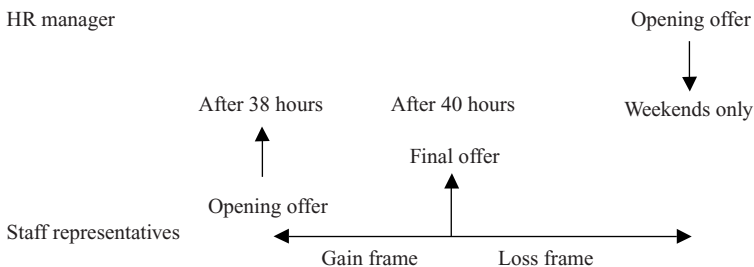 HR manager
Opening offer
After 38 hours
After 40 hours
Weekends only
Final offer
Opening offer
Staff representatives
Gain frame
Loss frame